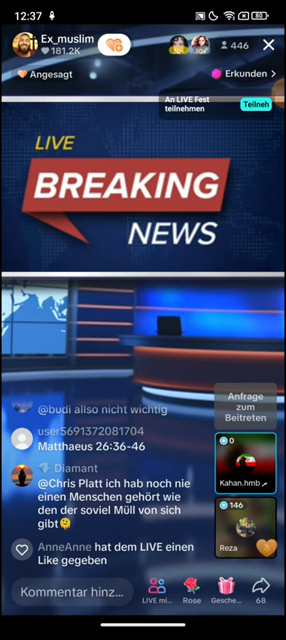 12:37
80
Ex_muslim
181,2K
446
Angesagt
Erkunden >
An LIVE Fest
teilnehmen
Teilneh
LIVE
BREAKING
NEWS
@budi allso nicht wichtig
user5691372081704
Matthaeus 26:36-46
Diamant
@Chris Platt ich hab noch nie
einen Menschen gehört wie
den der soviel Müll von sich
gibt🫠
AnneAnne hat dem LIVE einen
Like gegeben
Anfrage
zum
Beitreten
0
Kahan.hmb
146
Reza
Kommentar hinz...
LIVE mi...
Rose
Gesche...
68